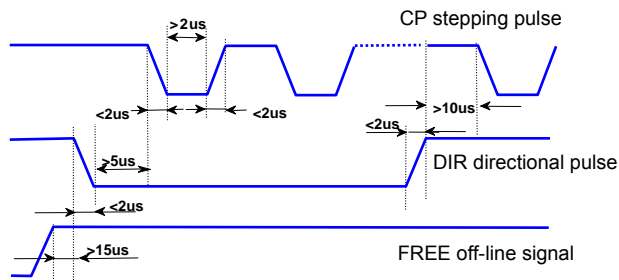 CP stepping pulse
>2us
<2us
<2us
>10us
<2us
>5us
DIR directional pulse
<2us
>15us
FREE off-line signal